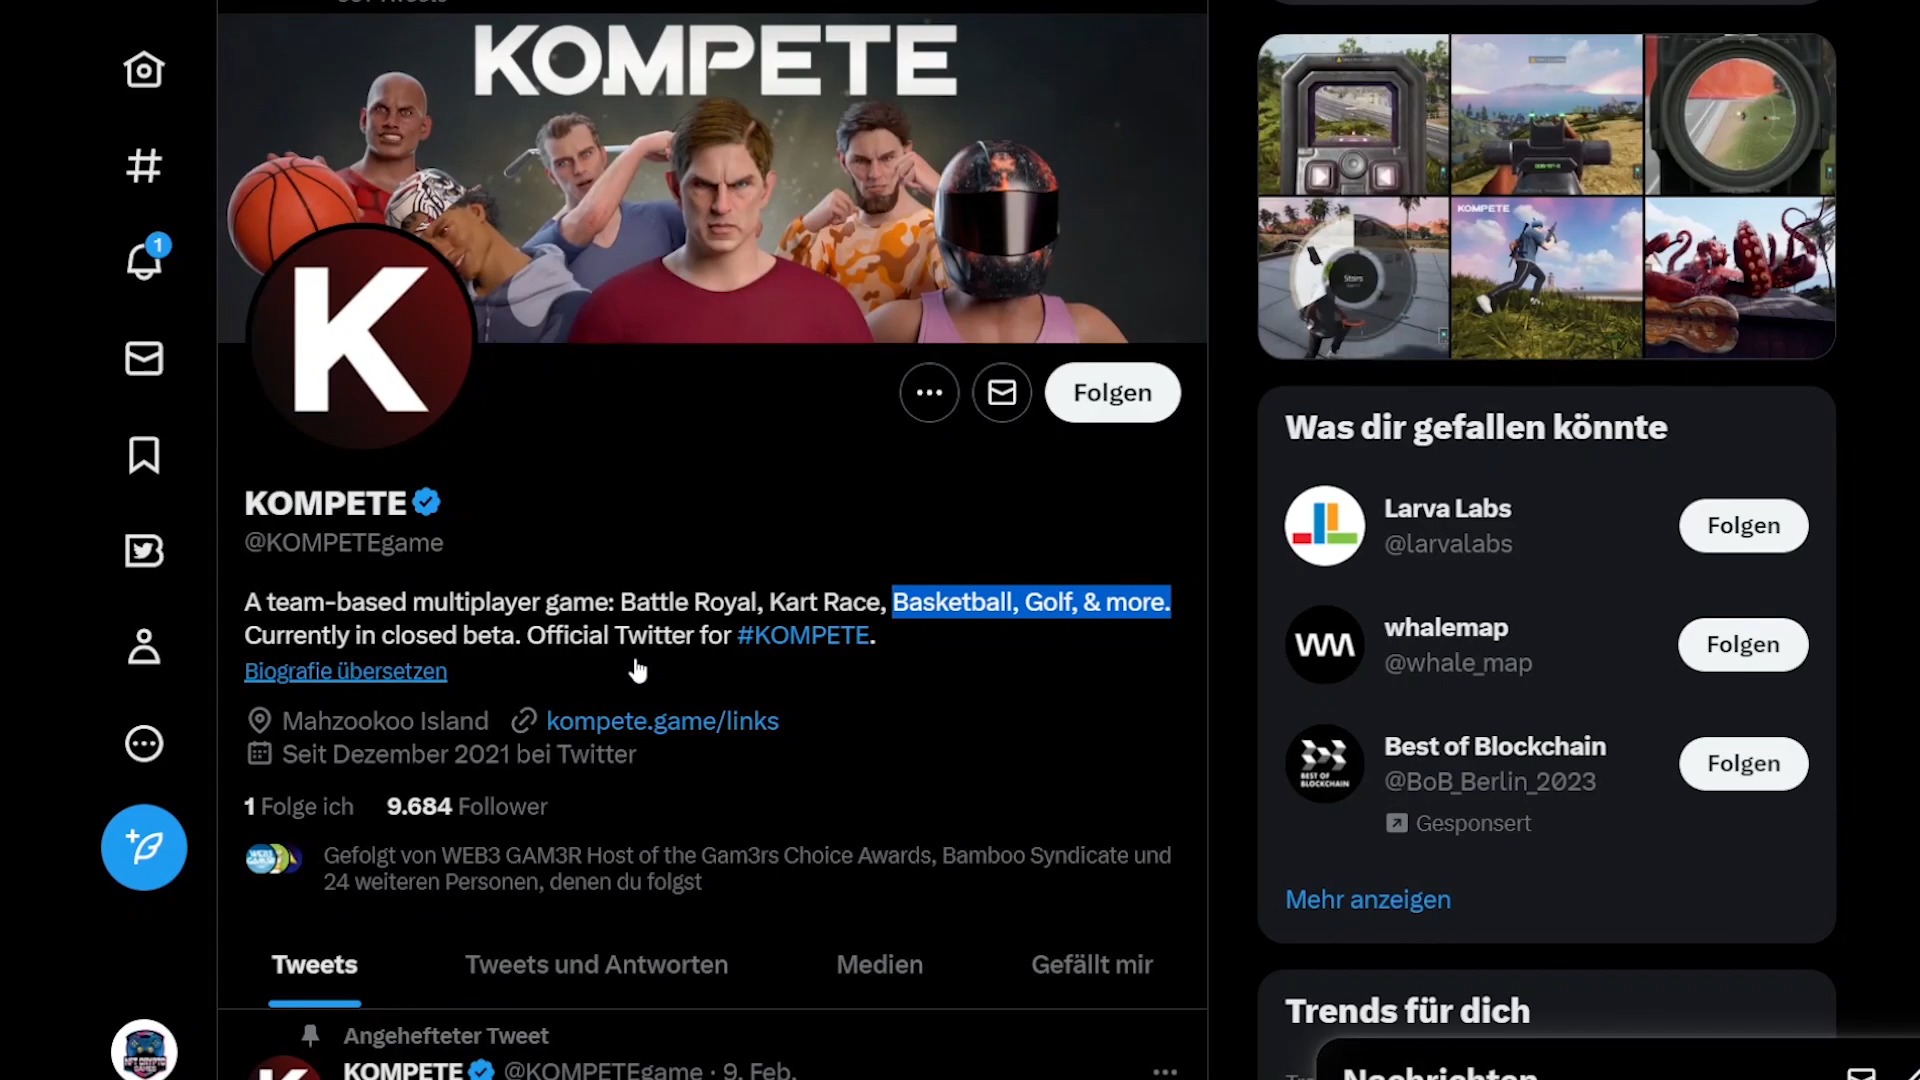 KOMPETE
K
1
Folgen
KOMPETE
@KOMPETEgame
A team-based multiplayer game: Battle Royal, Kart Race, Basketball, Golf, & more.
Currently in closed beta. Official Twitter for #KOMPETE.
Biografie übersetzen
Mahzookoo Island kompete.game/links
Seit Dezember 2021 bei Twitter
1 Folge ich 9.684 Follower
Gefolgt von WEB3 GAM3R Host of the Gam3rs Choice Awards, Bamboo Syndicate und
24 weiteren Personen, denen du folgst
Tweets Tweets und Antworten Medien Gefällt mir
Angehefteter Tweet
KOMPETE @KOMPETEgame · 9. Feb.
Stairs
KOMPETE
Was dir gefallen könnte
Larva Labs
@larvalabs
Folgen
whalemap
@whale_map
Folgen
BEST OF
BLOCKCHAIN
Best of Blockchain
@BoB_Berlin_2023
Folgen
Gesponsert
Mehr anzeigen
Trends für dich
Nachrichten